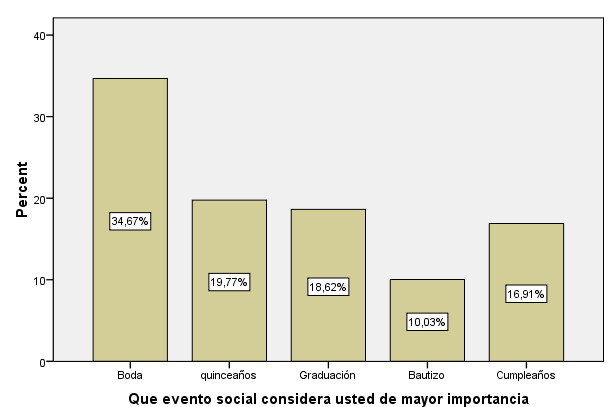 40
30
20
10
0
Percent
34,67%
19,77%
18,62%
10,03%
16,91%
Boda
quinceaños
Graduación
Bautizo
Cumpleaños
Que evento social considera usted de mayor importancia